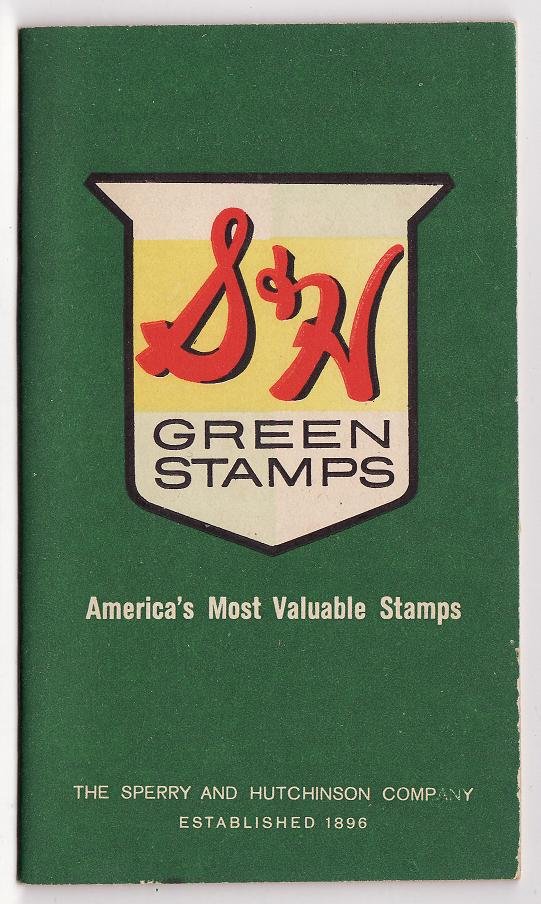 S & H
GREEN
STAMPS
America's Most Valuable Stamps
THE SPERRY AND HUTCHINSON COMPANY
ESTABLISHED 1896